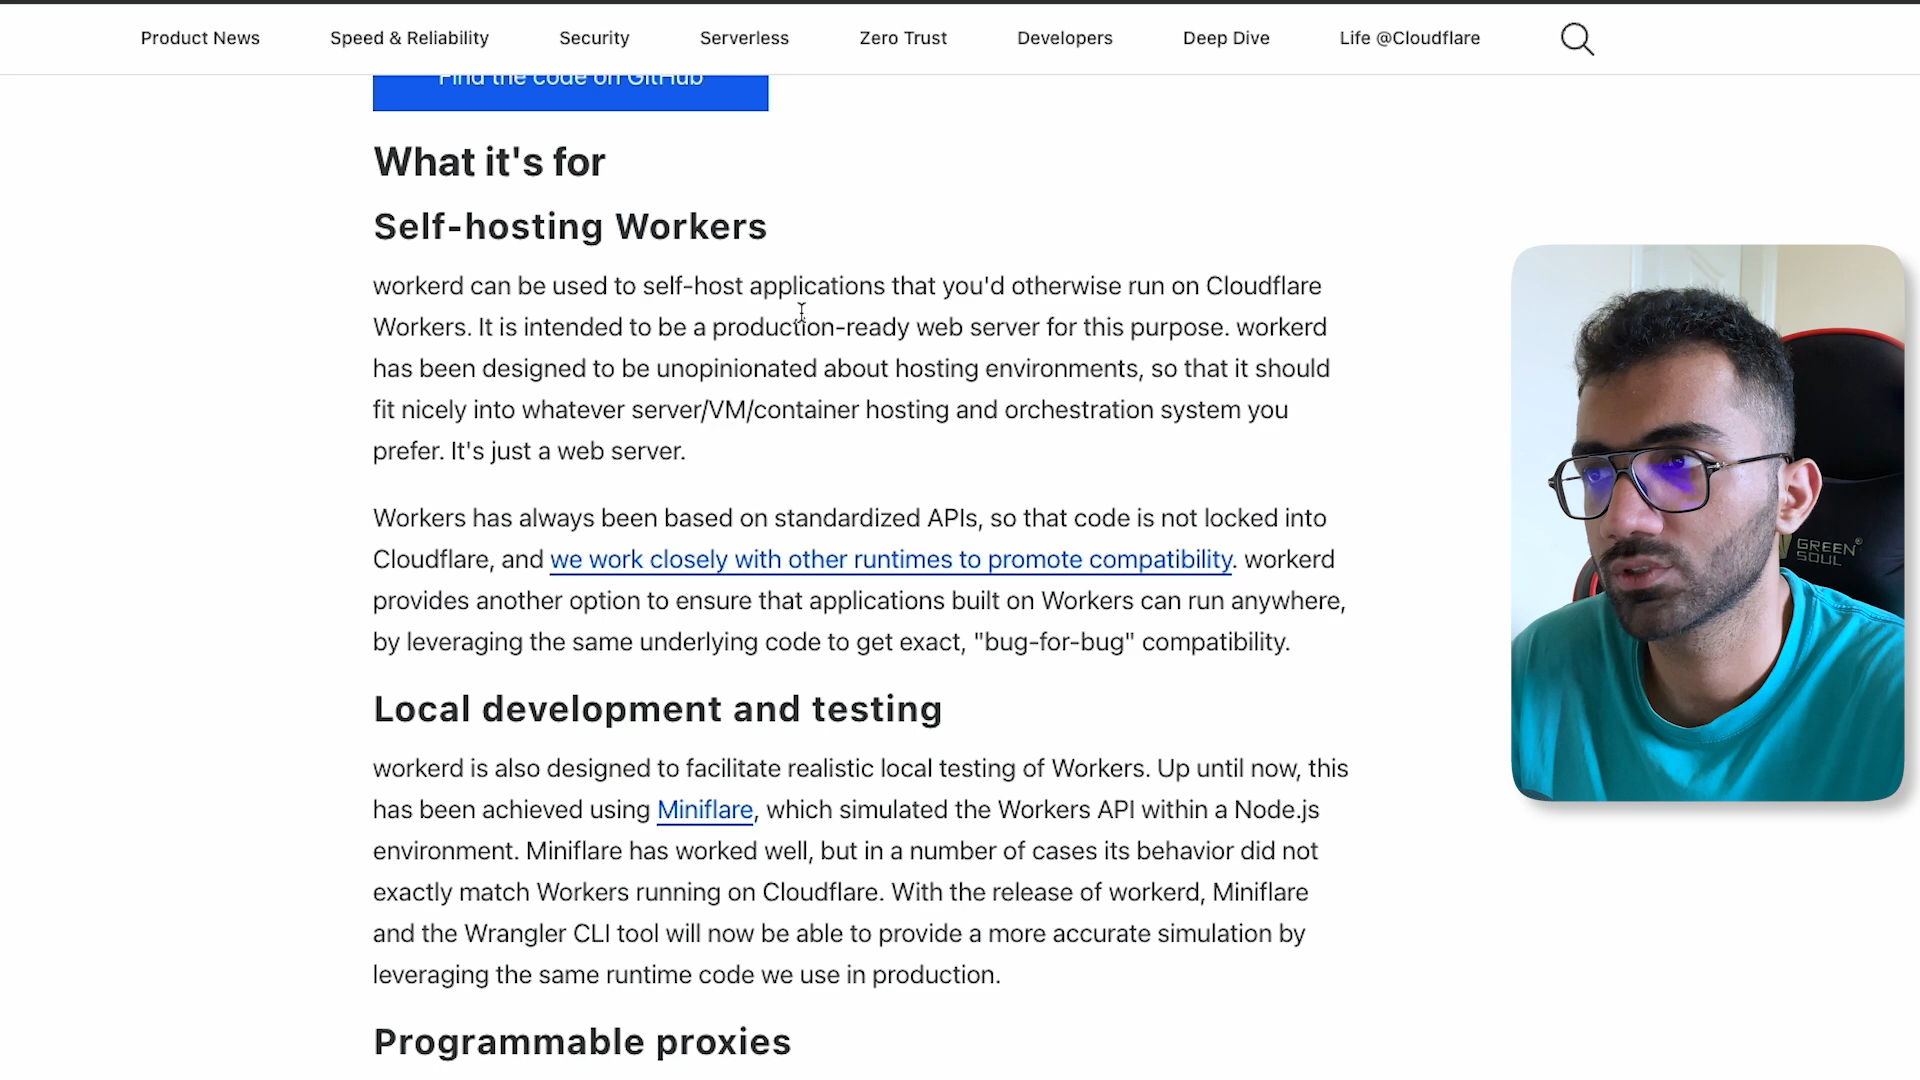 Product News
Speed & Reliability
Security
Serverless
Zero Trust
Developers
Deep Dive
Life @Cloudflare
Find the code on GitHub
What it's for
Self-hosting Workers
workerd can be used to self-host applications that you'd otherwise run on Cloudflare
Workers. It is intended to be a production-ready web server for this purpose. workerd
has been designed to be unopinionated about hosting environments, so that it should
fit nicely into whatever server/VM/container hosting and orchestration system you
prefer. It's just a web server.
Workers has always been based on standardized APIs, so that code is not locked into
Cloudflare, and we work closely with other runtimes to promote compatibility. workerd
provides another option to ensure that applications built on Workers can run anywhere,
by leveraging the same underlying code to get exact, "bug-for-bug" compatibility.
Local development and testing
workerd is also designed to facilitate realistic local testing of Workers. Up until now, this
has been achieved using Miniflare, which simulated the Workers API within a Node.js
environment. Miniflare has worked well, but in a number of cases its behavior did not
exactly match Workers running on Cloudflare. With the release of workerd, Miniflare
and the Wrangler CLI tool will now be able to provide a more accurate simulation by
leveraging the same runtime code we use in production.
Programmable proxies
GREEN
SOUL